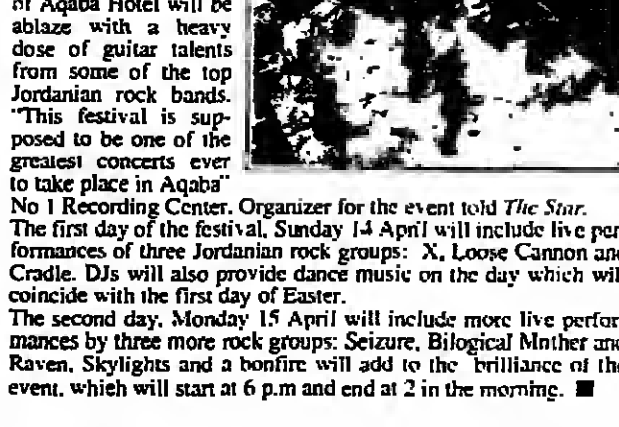 of Aqaba Hotel will be
ablaze with a heavy
dose of guitar talents
from some of the top
Jordanian rock bands.
"This festival is sup-
posed to be one of the
greatest concerts ever
to take place in Aqaba"
No 1 Recording Center. Organizer for the event told The Star.
The first day of the festival, Sunday 14 April will include live per
formances of three Jordanian rock groups: X, Loose Cannon and
Cradle. DJs will also provide dance music on the day which will
coincide with the first day of Easter.
The second day, Monday 15 April will include more live perfor
mances by three more rock groups: Seizure, Bilogical Mnther and
Raven. Skylights and a bonfire will add to the brilliance of the
event. which will start at 6 p.m and end at 2 in the morning. ■